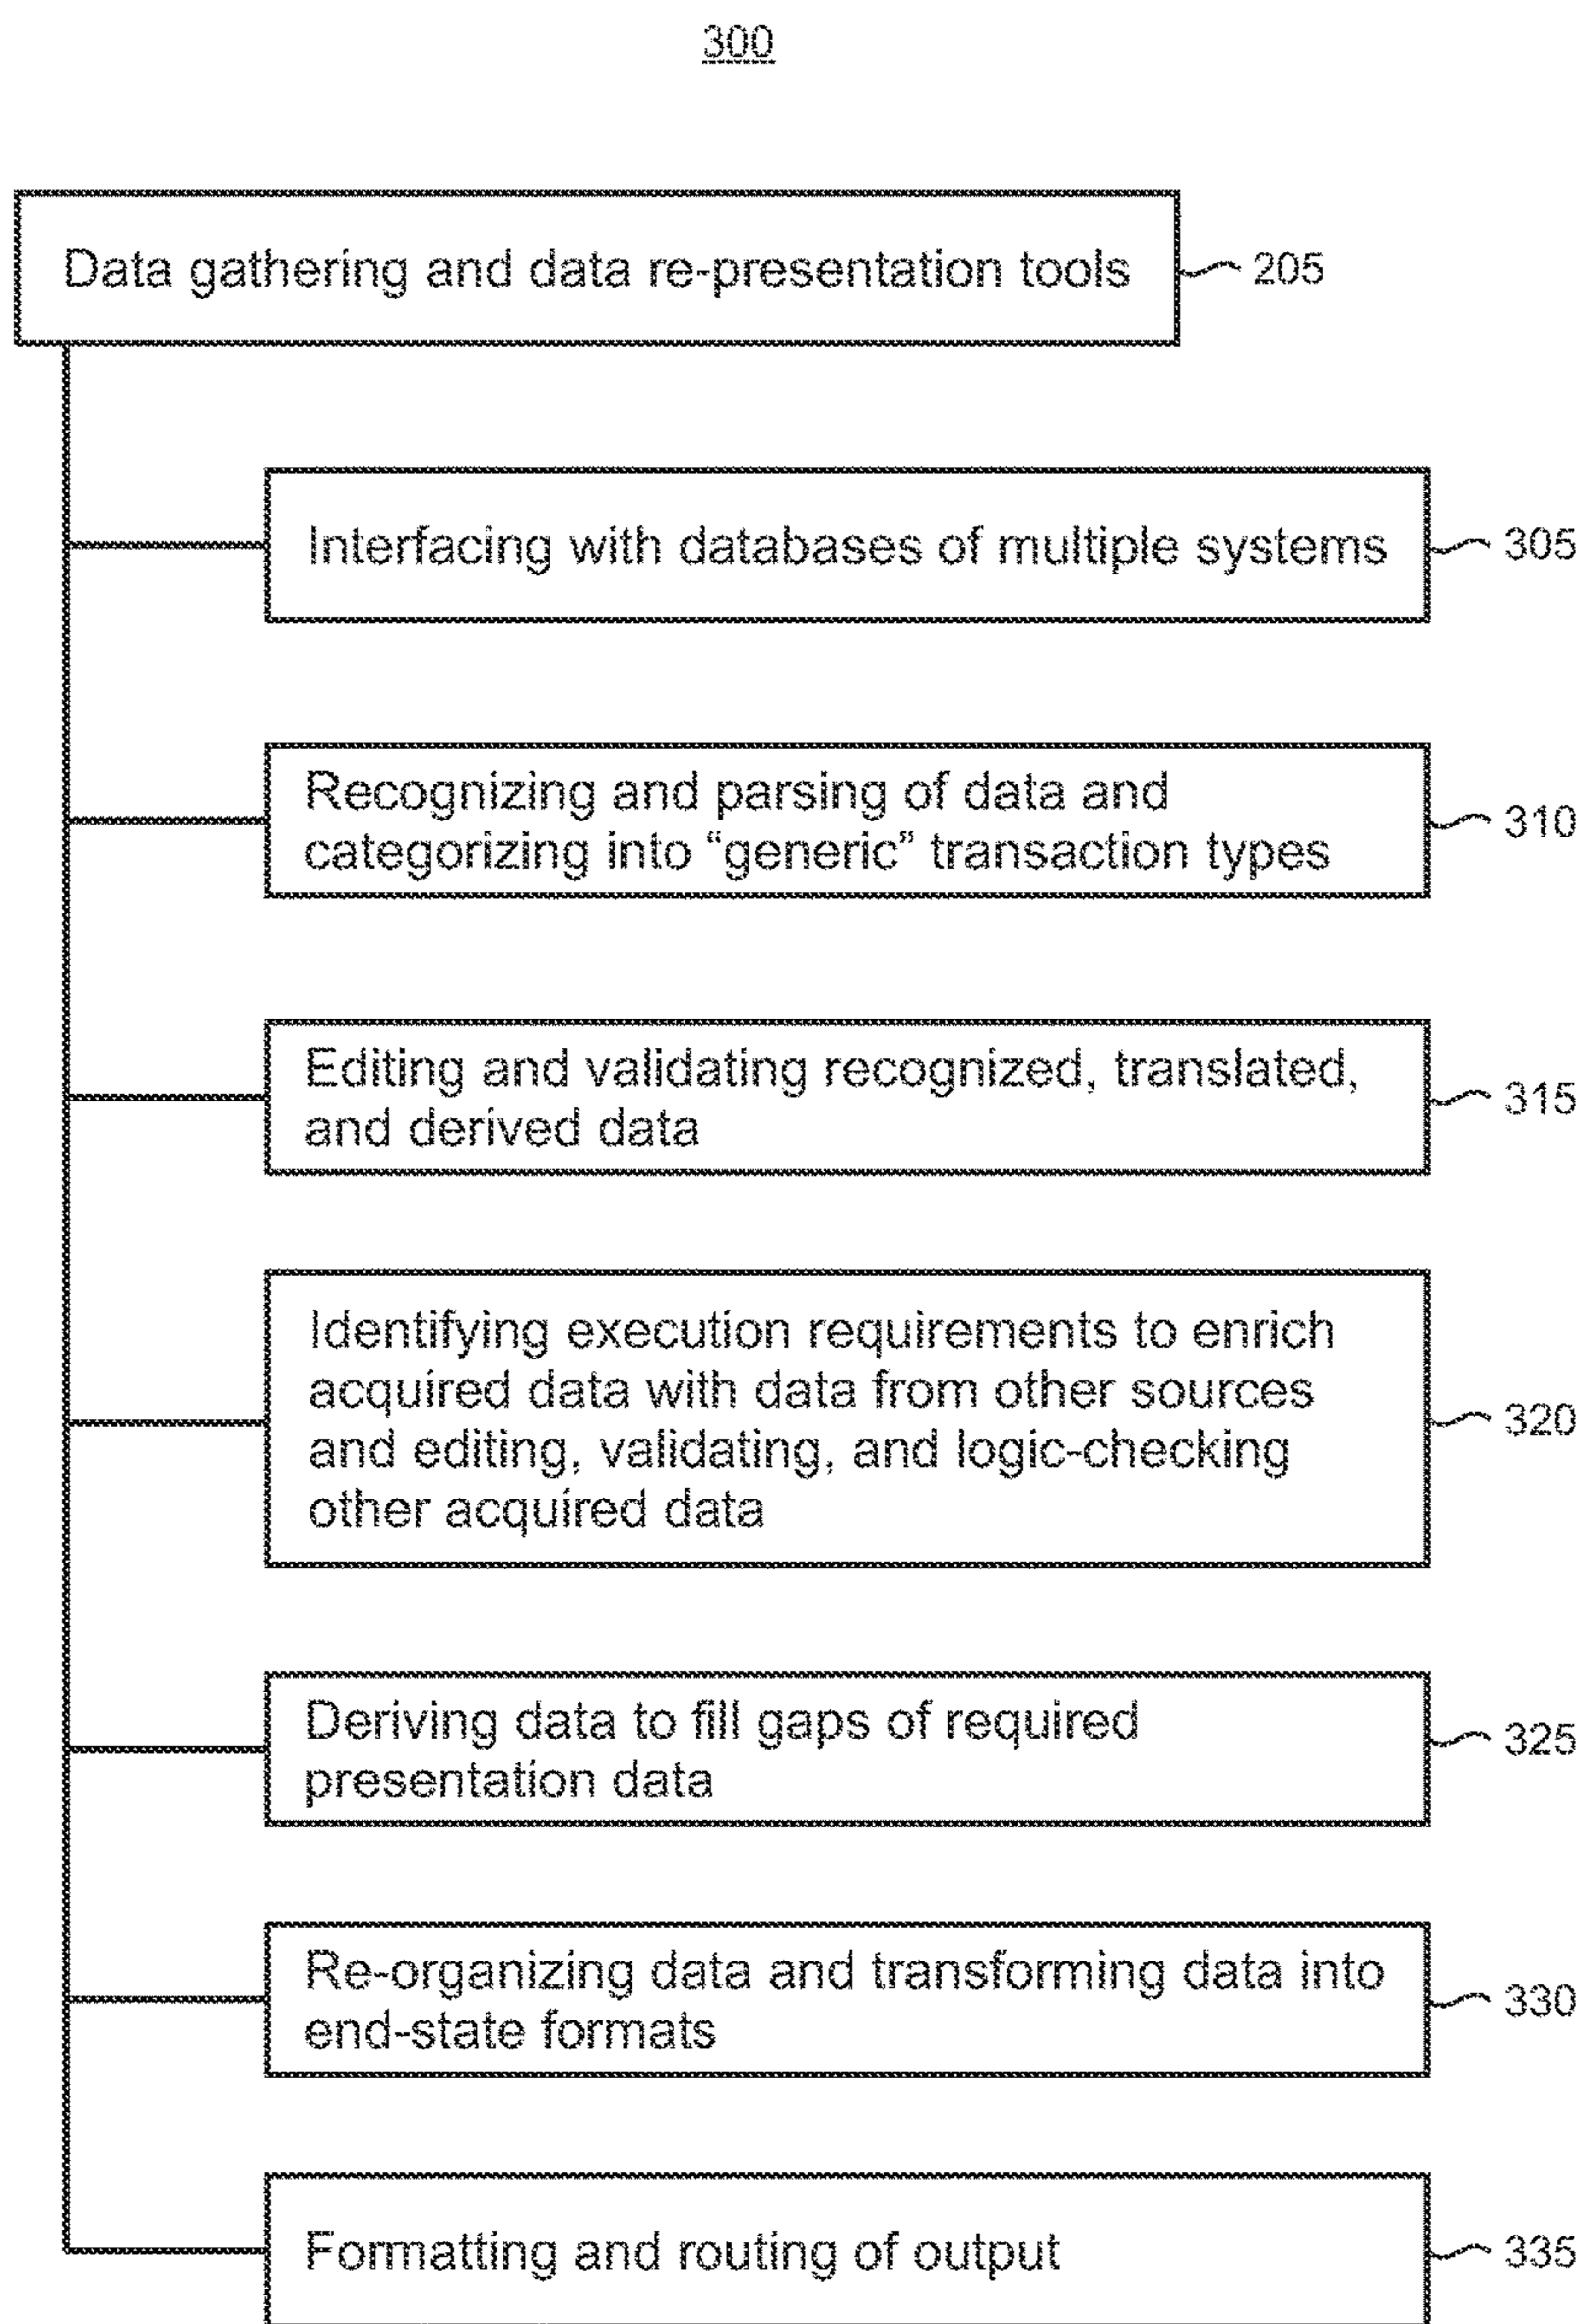 300
Data gathering and data re-presentation tools
205
Interfacing with databases of multiple systems
305
Recognizing and parsing of data and
categorizing into “generic” transaction types
310
Editing and validating recognized, translated,
and derived data
315
Identifying execution requirements to enrich
acquired data with data from other sources
and editing, validating, and logic-checking
other acquired data
320
Deriving data to fill gaps of required
presentation data
325
Re-organizing data and transforming data into
end-state formats
330
Formatting and routing of output
335